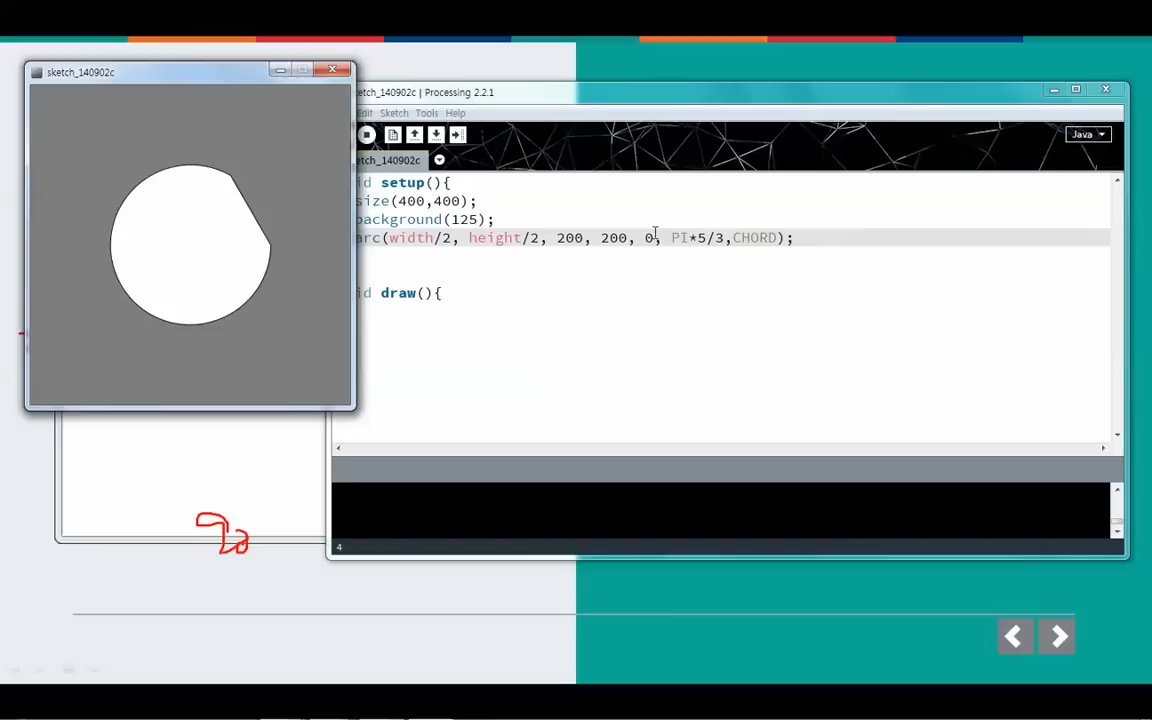 sketch_140902c
etch_140902c | Processing 2.2.1
Edit Sketch Tools Help
Java
etch_140902c
id setup(){
size(400,400);
background(125);
arc(width/2, height/2, 200, 200, 0, PI*5/3,CHORD);
id draw(){
4